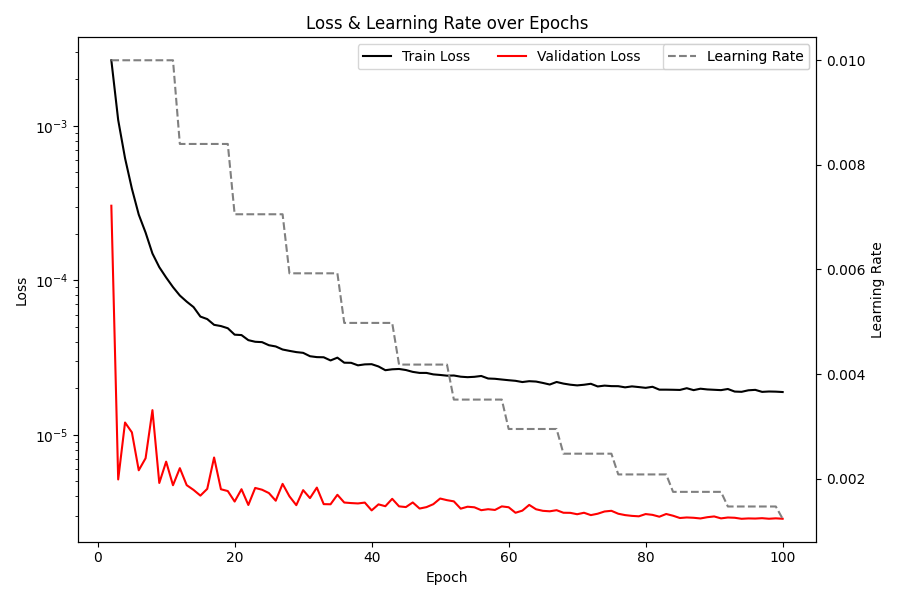 Loss & Learning Rate over Epochs
Train Loss Validation Loss Learning Rate
10⁻³
10⁻⁴
10⁻⁵
Loss
0.010
0.008
0.006
0.004
0.002
Learning Rate
0 20 40 60 80 100
Epoch